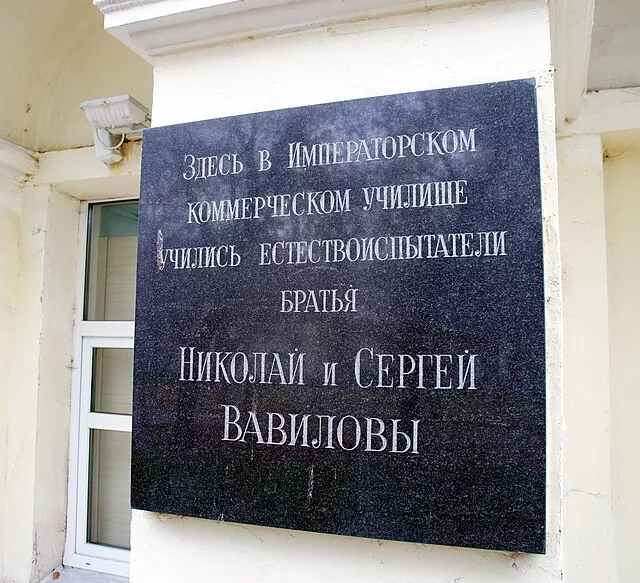 Здесь в Императорском
коммерческом училище
учились естествоиспытатели
братья
Николай и Сергей
Вавиловы